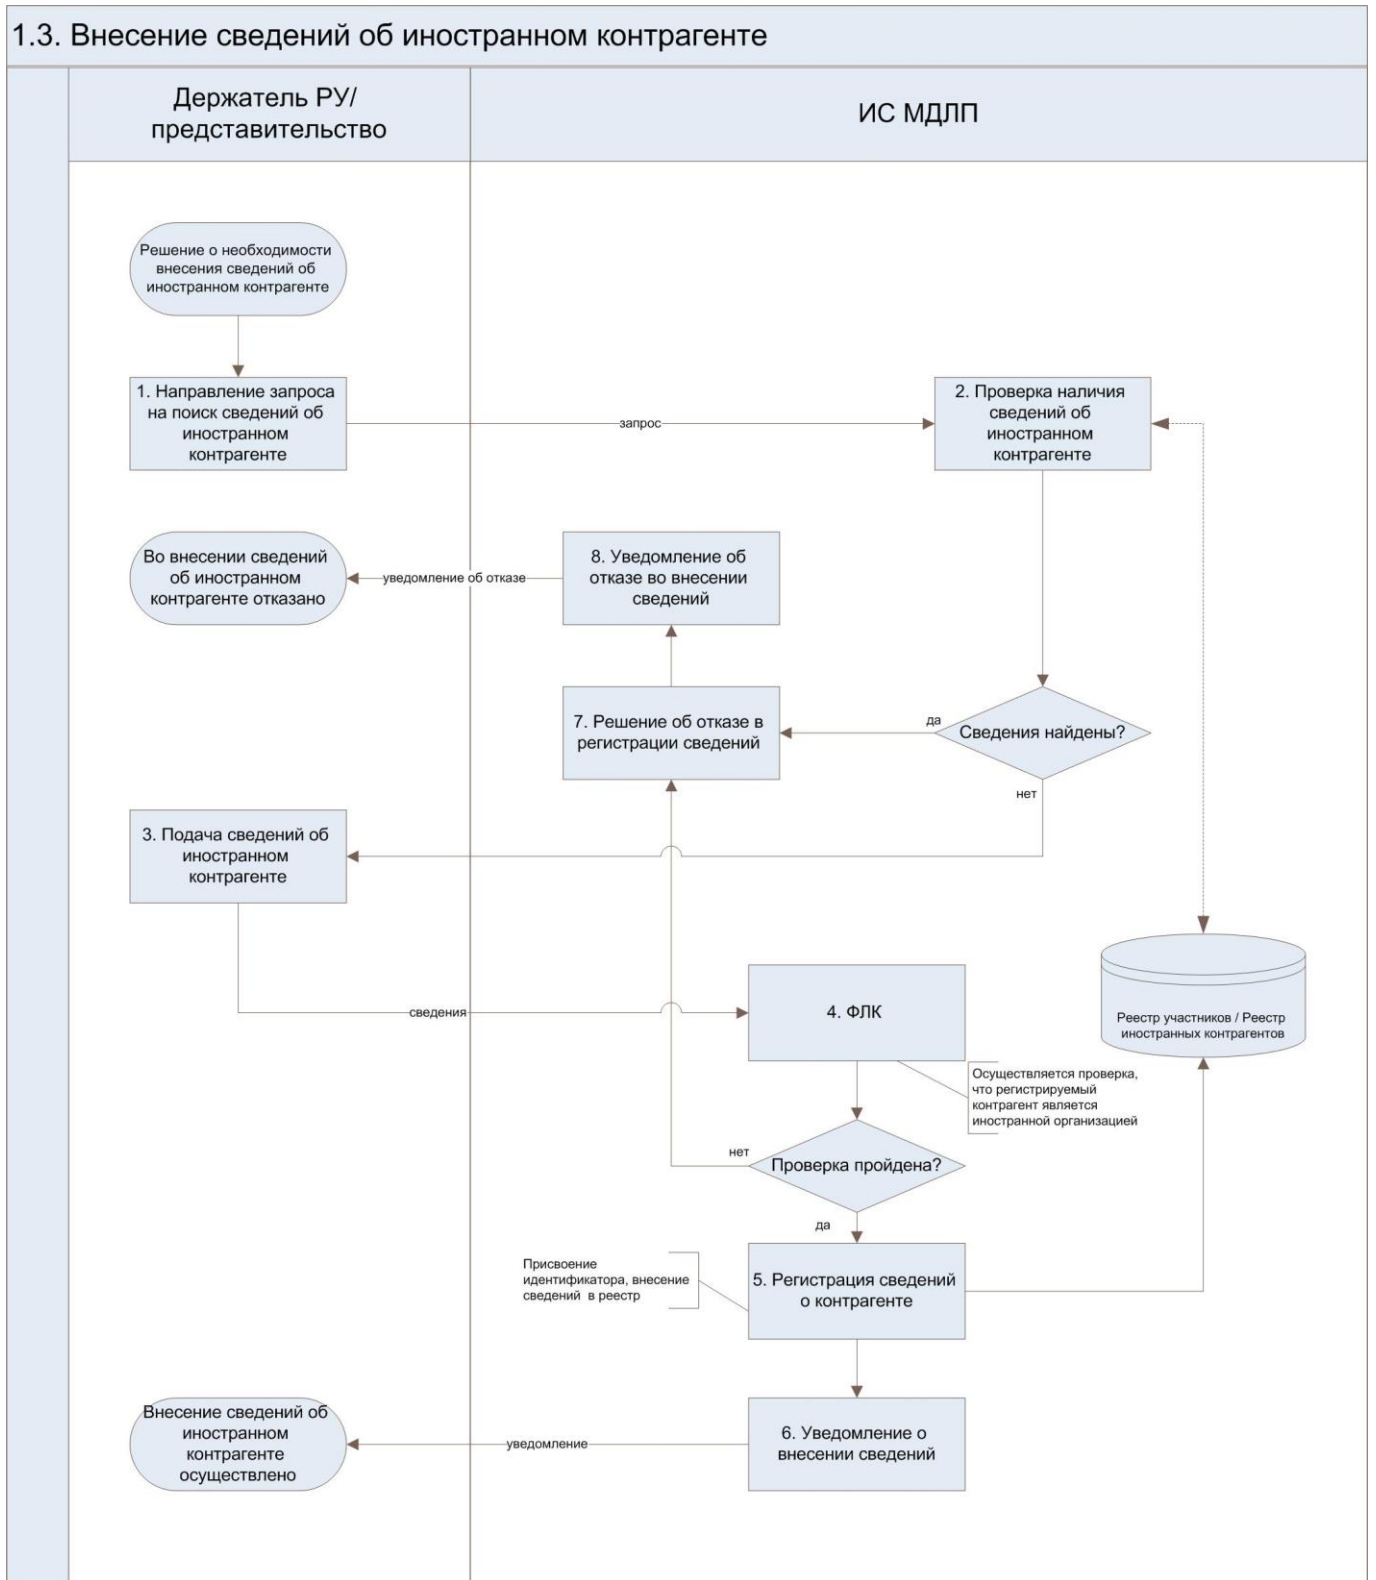 1.3. Внесение сведений об иностранном контрагенте
Держатель РУ/
представительство
ИС МДЛП
Решение о необходимости
внесения сведений об
иностранном контрагенте
1. Направление запроса
на поиск сведений об
иностранном
контрагенте
запрос
2. Проверка наличия
сведений об
иностранном
контрагенте
Во внесении сведений
об иностранном
контрагенте отказано
уведомление об отказе
8. Уведомление об
отказе во внесении
сведений
7. Решение об отказе в
регистрации сведений
да
Сведения найдены?
нет
3. Подача сведений об
иностранном
контрагенте
сведения
4. ФЛК
Реестр участников / Реестр
иностранных контрагентов
Осуществляется проверка,
что регистрируемый
контрагент является
иностранной организацией
нет
Проверка пройдена?
да
Присвоение
идентификатора, внесение
сведений в реестр
5. Регистрация сведений
о контрагенте
Внесение сведений об
иностранном
контрагенте
осуществлено
уведомление
6. Уведомление о
внесении сведений